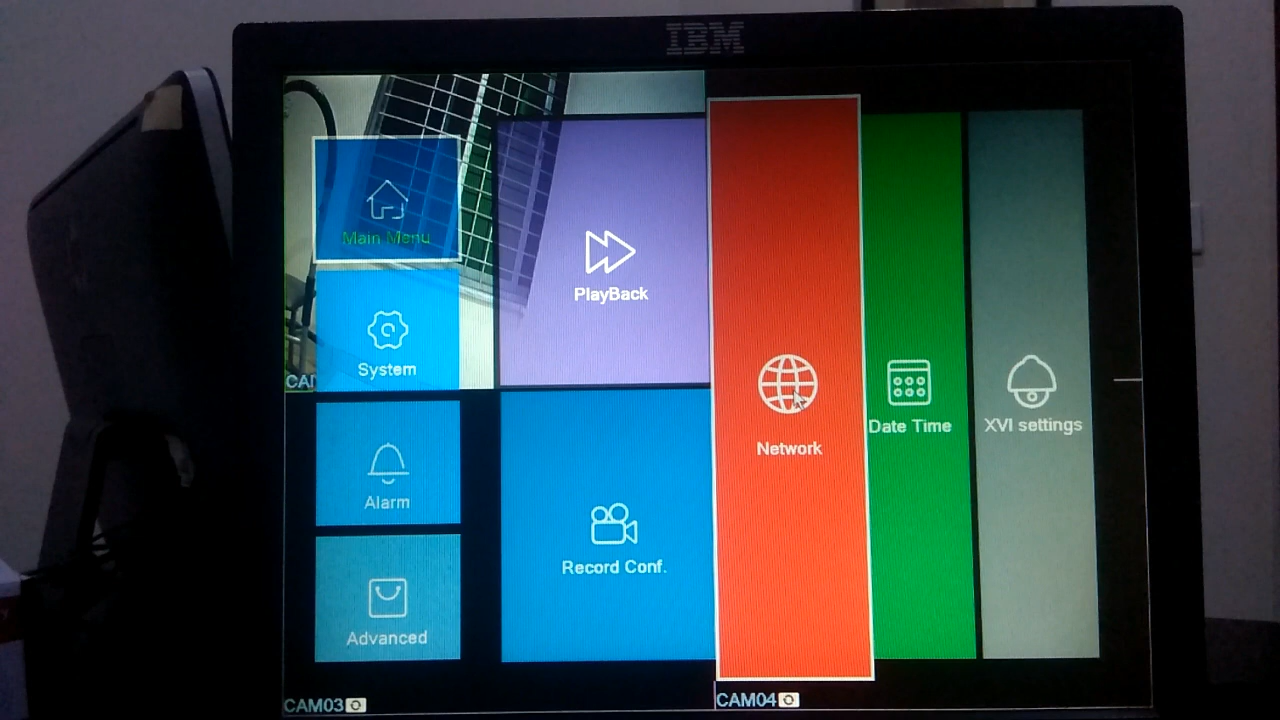 IBM
Main Menu
System
Alarm
Advanced
PlayBack
Record Conf.
Network
Date Time
XVI settings
CAM03
CAM04